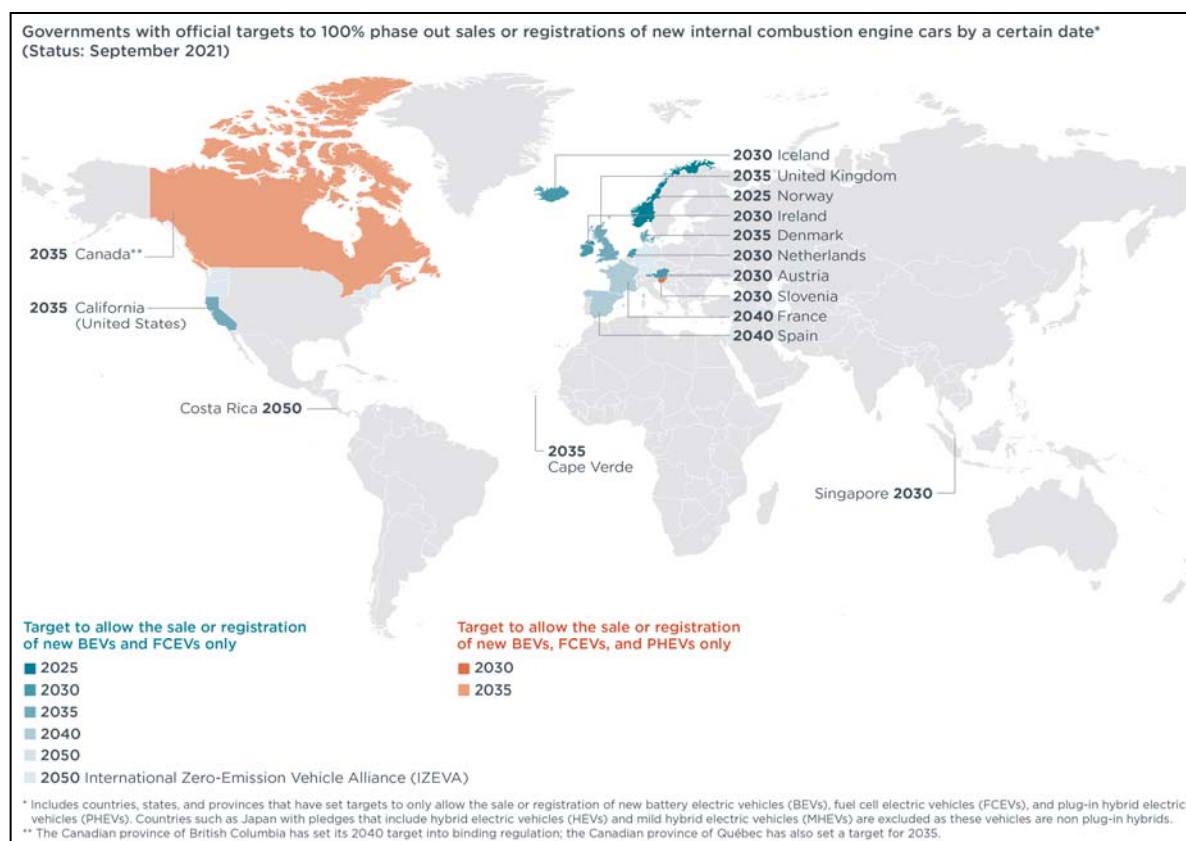 Governments with official targets to 100% phase out sales or registrations of new internal combustion engine cars by a certain date*
(Status: September 2021)
2030 Iceland
2035 United Kingdom
2025 Norway
2030 Ireland
2035 Denmark
2030 Netherlands
2030 Austria
2030 Slovenia
2040 France
2040 Spain
2035 Canada**
2035 California
(United States)
Costa Rica 2050
2035
Cape Verde
Singapore 2030
Target to allow the sale or registration
of new BEVs and FCEVs only
2025
2030
2035
2040
2050
2050 International Zero-Emission Vehicle Alliance (IZEVA)
Target to allow the sale or registration
of new BEVs, FCEVs, and PHEVs only
2030
2035
* Includes countries, states, and provinces that have set targets to only allow the sale or registration of new battery electric vehicles (BEVs), fuel cell electric vehicles (FCEVs), and plug-in hybrid electric
vehicles (PHEVs). Countries such as Japan with pledges that include hybrid electric vehicles (HEVs) and mild hybrid electric vehicles (MHEVs) are excluded as these vehicles are non plug-in hybrids.
** The Canadian province of British Columbia has set its 2040 target into binding regulation; the Canadian province of Québec has also set a target for 2035.